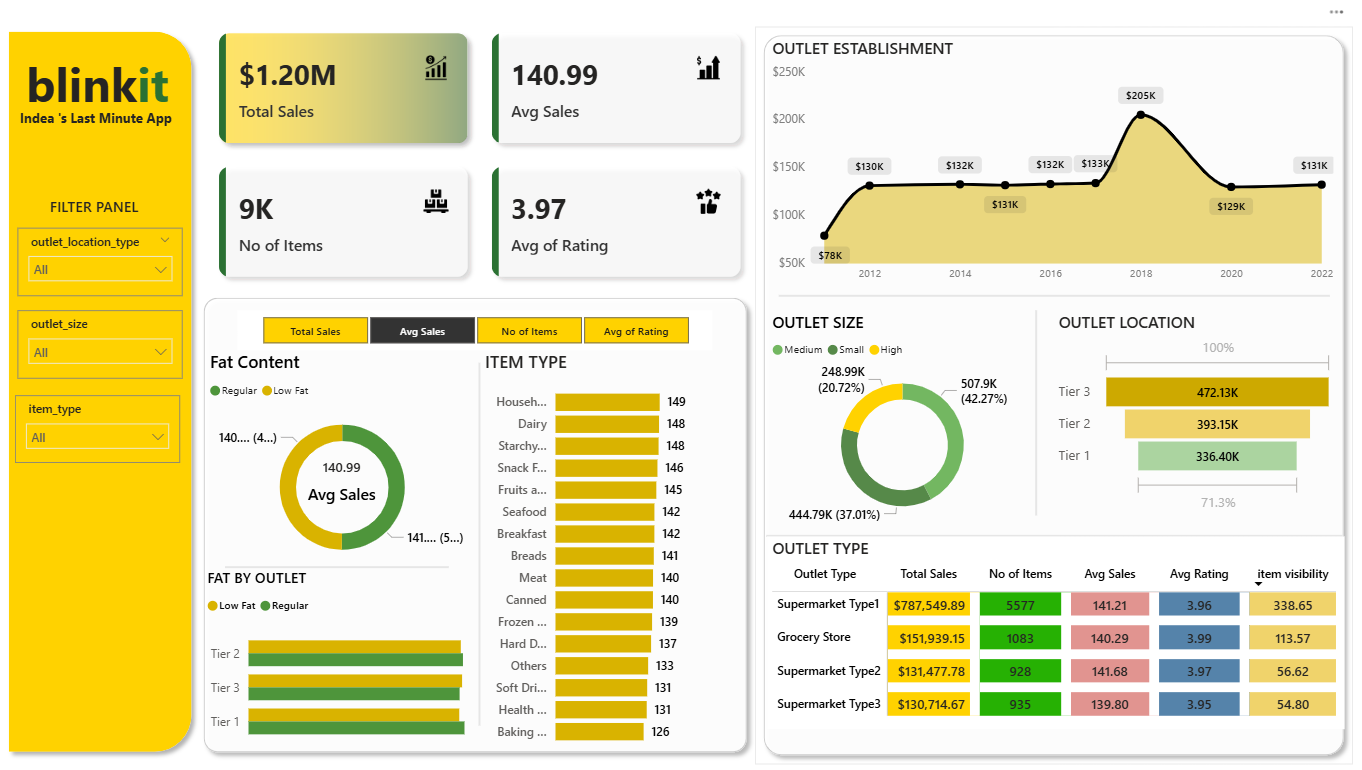 blinkit
Indea 's Last Minute App
FILTER PANEL
outlet_location_type
All
outlet_size
All
item_type
All
$1.20M
Total Sales
140.99
Avg Sales
9K
No of Items
3.97
Avg of Rating
Total Sales Avg Sales No of Items Avg of Rating
Fat Content
Regular Low Fat
140.... (4...)
140.99
Avg Sales
141.... (5...)
FAT BY OUTLET
Low Fat Regular
Tier 2
Tier 3
Tier 1
ITEM TYPE
Househ... 149
Dairy 148
Starchy... 148
Snack F... 146
Fruits a... 145
Seafood 142
Breakfast 142
Breads 141
Meat 140
Canned 140
Frozen ... 139
Hard D... 137
Others 133
Soft Dri... 131
Health ... 131
Baking ... 126
OUTLET ESTABLISHMENT
$250K
$200K
$150K
$100K
$50K
$78K
$130K
$132K
$131K
$132K
$133K
$205K
$129K
$131K
2012 2014 2016 2018 2020 2022
OUTLET SIZE
Medium Small High
248.99K
(20.72%)
507.9K
(42.27%)
444.79K (37.01%)
OUTLET LOCATION
100%
Tier 3 472.13K
Tier 2 393.15K
Tier 1 336.40K
71.3%
OUTLET TYPE
Outlet Type Total Sales No of Items Avg Sales Avg Rating item visibility
Supermarket Type1 $787,549.89 5577 141.21 3.96 338.65
Grocery Store $151,939.15 1083 140.29 3.99 113.57
Supermarket Type2 $131,477.78 928 141.68 3.97 56.62
Supermarket Type3 $130,714.67 935 139.80 3.95 54.80